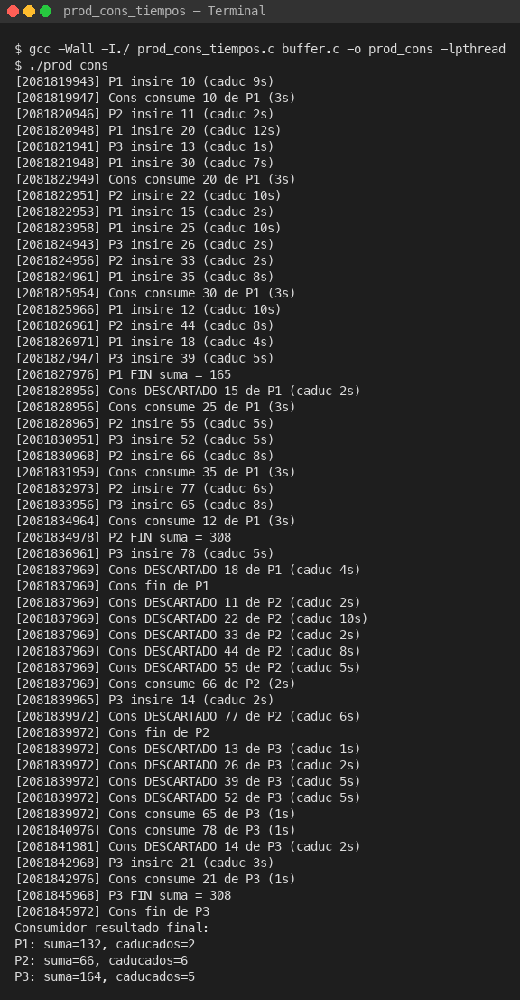 prod_cons_tiempos — Terminal
$ gcc -Wall -I./ prod_cons_tiempos.c buffer.c -o prod_cons -lpthread
$ ./prod_cons
[2081819943] P1 insire 10 (caduc 9s)
[2081819947] Cons consume 10 de P1 (3s)
[2081820946] P2 insire 11 (caduc 2s)
[2081820948] P1 insire 20 (caduc 12s)
[2081821941] P3 insire 13 (caduc 1s)
[2081821948] P1 insire 30 (caduc 7s)
[2081822949] Cons consume 20 de P1 (3s)
[2081822951] P2 insire 22 (caduc 10s)
[2081822953] P1 insire 15 (caduc 2s)
[2081823958] P1 insire 25 (caduc 10s)
[2081824943] P3 insire 26 (caduc 2s)
[2081824956] P2 insire 33 (caduc 2s)
[2081824961] P1 insire 35 (caduc 8s)
[2081825954] Cons consume 30 de P1 (3s)
[2081825966] P1 insire 12 (caduc 10s)
[2081826961] P2 insire 44 (caduc 8s)
[2081826971] P1 insire 18 (caduc 4s)
[2081827947] P3 insire 39 (caduc 5s)
[2081827976] P1 FIN suma = 165
[2081828956] Cons DESCARTADO 15 de P1 (caduc 2s)
[2081828956] Cons consume 25 de P1 (3s)
[2081828965] P2 insire 55 (caduc 5s)
[2081830951] P3 insire 52 (caduc 5s)
[2081830968] P2 insire 66 (caduc 8s)
[2081831959] Cons consume 35 de P1 (3s)
[2081832973] P2 insire 77 (caduc 6s)
[2081833956] P3 insire 65 (caduc 8s)
[2081834964] Cons consume 12 de P1 (3s)
[2081834978] P2 FIN suma = 308
[2081836961] P3 insire 78 (caduc 5s)
[2081837969] Cons DESCARTADO 18 de P1 (caduc 4s)
[2081837969] Cons fin de P1
[2081837969] Cons DESCARTADO 11 de P2 (caduc 2s)
[2081837969] Cons DESCARTADO 22 de P2 (caduc 10s)
[2081837969] Cons DESCARTADO 33 de P2 (caduc 2s)
[2081837969] Cons DESCARTADO 44 de P2 (caduc 8s)
[2081837969] Cons DESCARTADO 55 de P2 (caduc 5s)
[2081837969] Cons consume 66 de P2 (2s)
[2081839965] P3 insire 14 (caduc 2s)
[2081839972] Cons DESCARTADO 77 de P2 (caduc 6s)
[2081839972] Cons fin de P2
[2081839972] Cons DESCARTADO 13 de P3 (caduc 1s)
[2081839972] Cons DESCARTADO 26 de P3 (caduc 2s)
[2081839972] Cons DESCARTADO 39 de P3 (caduc 5s)
[2081839972] Cons DESCARTADO 52 de P3 (caduc 5s)
[2081839972] Cons consume 65 de P3 (1s)
[2081840976] Cons consume 78 de P3 (1s)
[2081841981] Cons DESCARTADO 14 de P3 (caduc 2s)
[2081842968] P3 insire 21 (caduc 3s)
[2081842976] Cons consume 21 de P3 (1s)
[2081845968] P3 FIN suma = 308
[2081845972] Cons fin de P3
Consumidor resultado final:
P1: suma=132, caducados=2
P2: suma=66, caducados=6
P3: suma=164, caducados=5